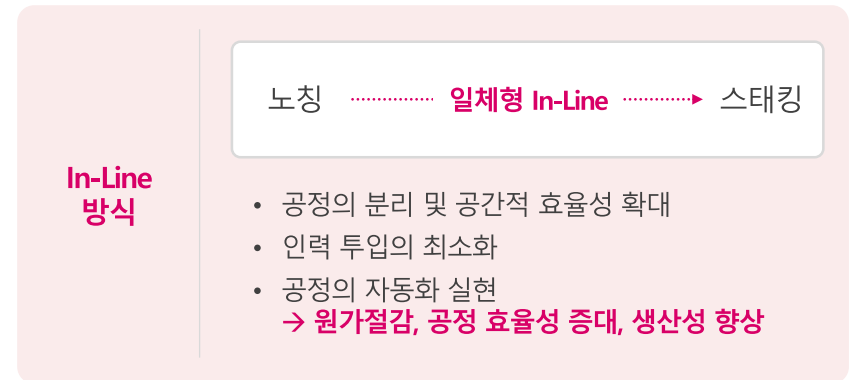 노칭 일체형 In-Line 스태킹
In-Line
방식
• 공정의 분리 및 공간적 효율성 확대
• 인력 투입의 최소화
• 공정의 자동화 실현
→ 원가절감, 공정 효율성 증대, 생산성 향상